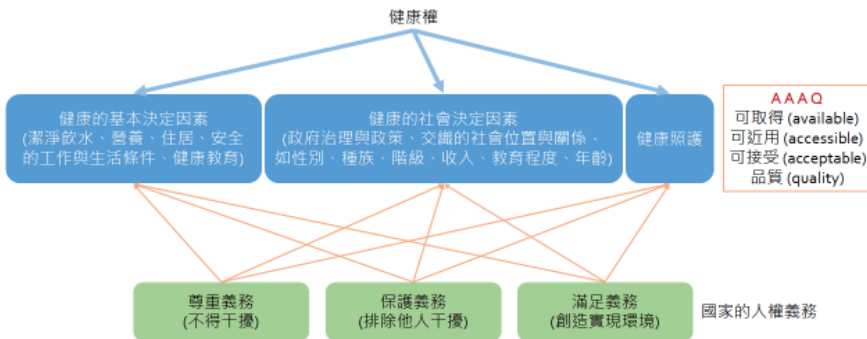 健康權
健康的基本決定因素
(潔淨飲水、營養、住居、安全
的工作與生活條件、健康教育)
健康的社會決定因素
(政府治理與政策、交織的社會位置與關係，
如性別、種族、階級、收入、教育程度、年齡)
健康照護
AAAQ
可取得 (available)
可近用 (accessible)
可接受 (acceptable)
品質 (quality)
尊重義務
(不得干擾)
保護義務
(排除他人干擾)
滿足義務
(創造實現環境)
國家的人權義務